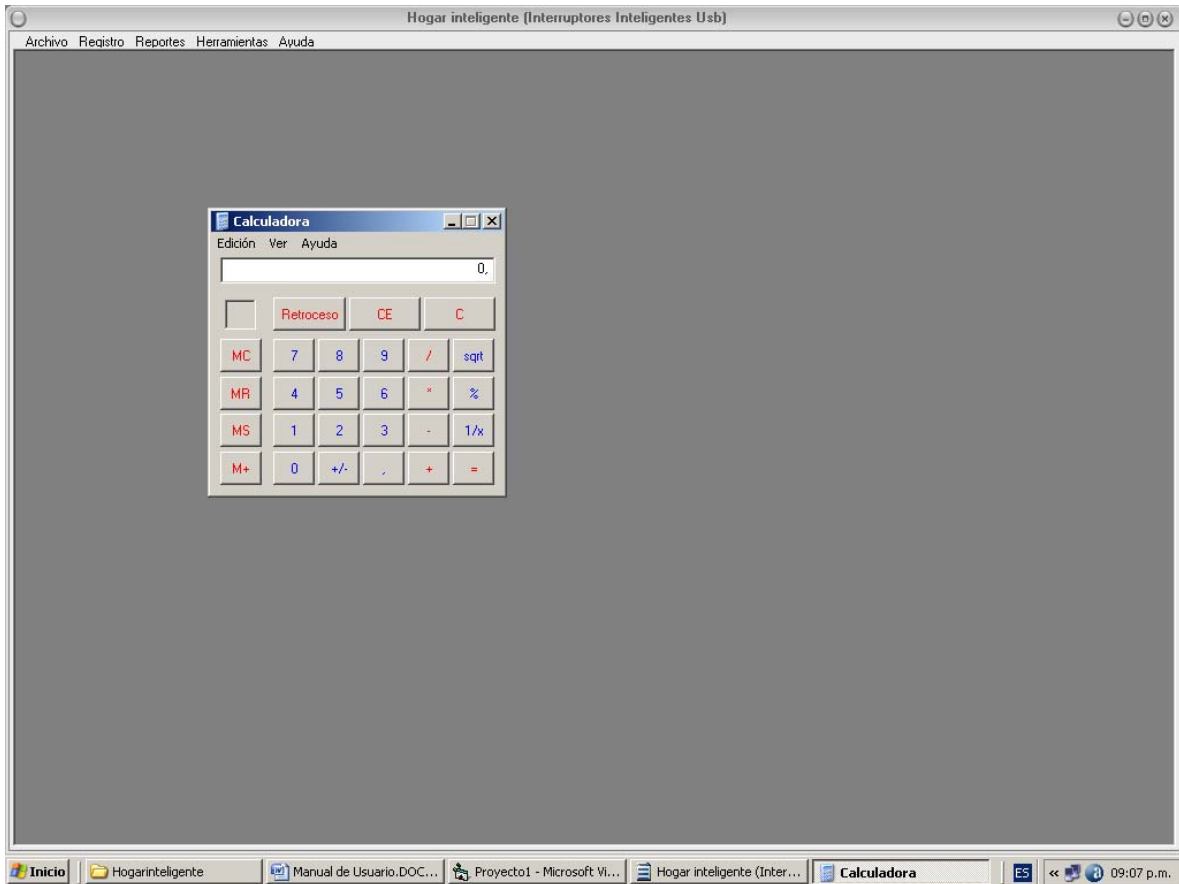 Hogar inteligente (Interruptores Inteligentes Usb)
Archivo Registro Reportes Herramientas Ayuda
Calculadora
Edición Ver Ayuda
0,
Retroceso CE C
MC 7 8 9 / sqrt
MR 4 5 6 * %
MS 1 2 3 - 1/x
M+ 0 +/- , + =
Inicio Hogarinteligente Manual de Usuario.DOC... Proyecto1 - Microsoft Vi... Hogar inteligente (Inter... Calculadora ES « 09:07 p.m.